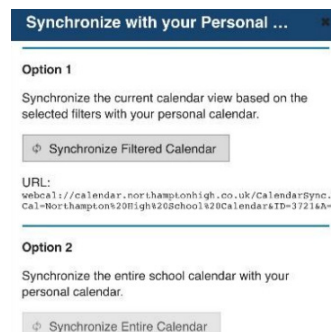 Synchronize with your Personal ...
Option 1
Synchronize the current calendar view based on the
selected filters with your personal calendar.
Synchronize Filtered Calendar
URL:
webcal://calendar.northamptonhigh.co.uk/CalendarSync.
Cal=Northampton%20High%20School%20Calendar&ID=3721&A=
Option 2
Synchronize the entire school calendar with your
personal calendar.
Synchronize Entire Calendar